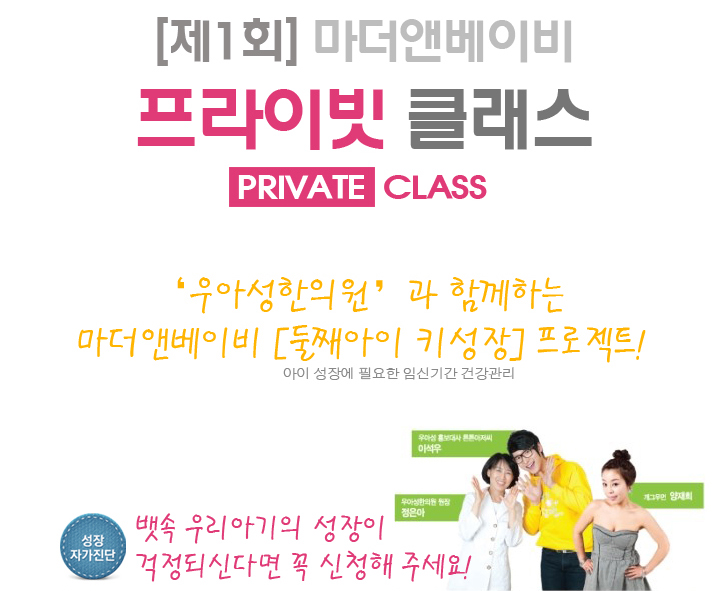 [제1회] 마더앤베이비
프라이빗 클래스
PRIVATE CLASS
‘우아성한의원’ 과 함께하는
마더앤베이비 [둘째아이 키성장] 프로젝트!
아이 성장에 필요한 임신기간 건강관리
우아성 홍보대사 튼튼아저씨
이석우
우아성한의원 원장
정은아
개그우먼 양재희
성장
자가진단
뱃속 우리아기의 성장이
걱정되신다면 꼭 신청해 주세요!